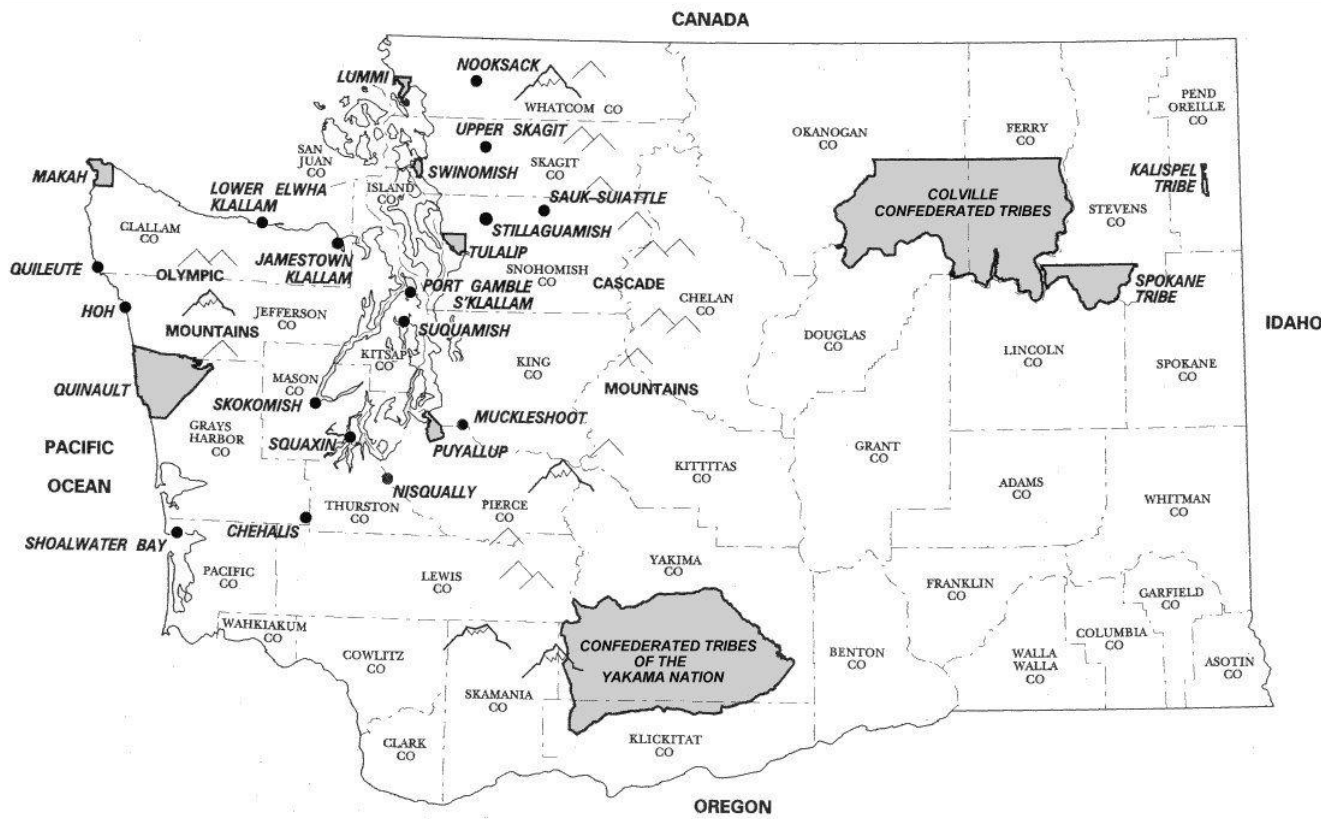 CANADA
NOOKSACK
LUMMI
WHATCOM CO
PEND
OREILLE
CO
UPPER SKAGIT
OKANOGAN
CO
FERRY
CO
SAN
JUAN
CO
SKAGIT
CO
SWINOMISH
MAKAH
LOWER ELWHA
KLALLAM
ISLAND
CO
SAUK-SUIATTLE
KALISPEL
TRIBE
COLVILLE
CONFEDERATED TRIBES
STEVENS
CO
CLALLAM
CO
STILLAGUAMISH
JAMESTOWN
KLALLAM
TULALIP
QUILEUTE
OLYMPIC
SNOHOMISH
CO
CASCADE
PORT GAMBLE
S'KLALLAM
CHELAN
CO
SPOKANE
TRIBE
HOH
JEFFERSON
CO
MOUNTAINS
SUQUAMISH
DOUGLAS
CO
IDAHO
KITSAP
CO
KING
CO
LINCOLN
CO
SPOKANE
CO
MASON
CO
QUINAULT
MOUNTAINS
SKOKOMISH
GRAYS
HARBOR
CO
MUCKLESHOOT
SQUAXIN
PUYALLUP
PACIFIC
OCEAN
GRANT
CO
KITTITAS
CO
NISQUALLY
ADAMS
CO
THURSTON
CO
PIERCE
CO
WHITMAN
CO
CHEHALIS
SHOALWATER BAY
PACIFIC
CO
LEWIS
CO
YAKIMA
CO
FRANKLIN
CO
GARFIELD
CO
WAHKIAKUM
CO
COWLITZ
CO
CONFEDERATED TRIBES
OF THE
YAKAMA NATION
BENTON
CO
WALLA
WALLA
CO
COLUMBIA
CO
ASOTIN
CO
SKAMANIA
CO
CLARK
CO
KLICKITAT
CO
OREGON